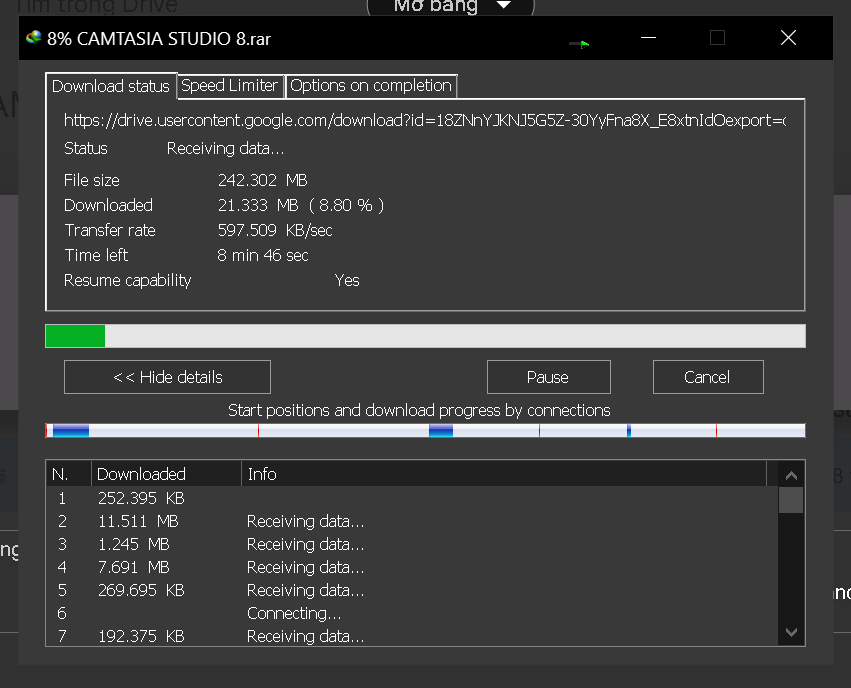 Tìm trong Drive
Mở bằng
8% CAMTASIA STUDIO 8.rar
Download status Speed Limiter Options on completion
https://drive.usercontent.google.com/download?id=18ZNnYJKNJ5G5Z-30YyFna8X_E8xtnIdOexport=
Status Receiving data...
File size 242.302 MB
Downloaded 21.333 MB ( 8.80 % )
Transfer rate 597.509 KB/sec
Time left 8 min 46 sec
Resume capability Yes
<< Hide details Pause Cancel
Start positions and download progress by connections
N. Downloaded Info
1 252.395 KB
2 11.511 MB Receiving data...
3 1.245 MB Receiving data...
4 7.691 MB Receiving data...
5 269.695 KB Receiving data...
6 Connecting...
7 192.375 KB Receiving data...